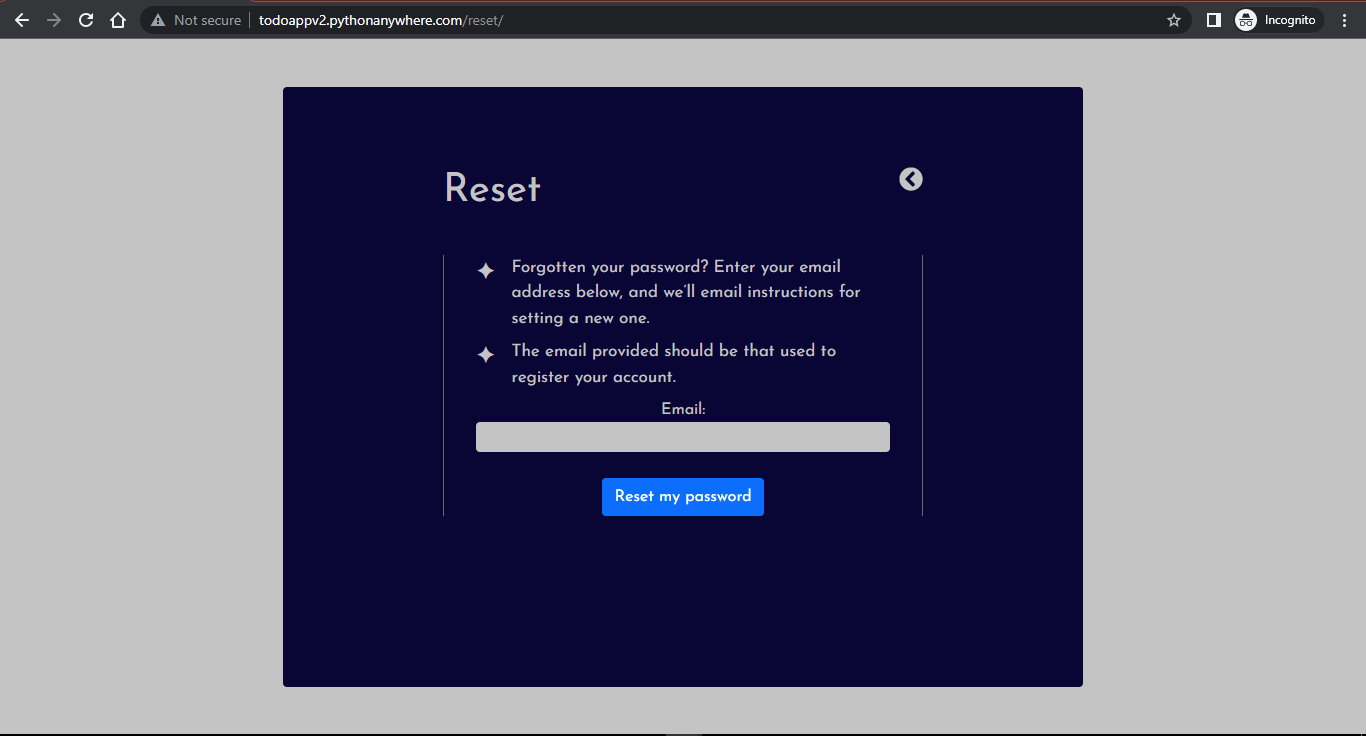 Not secure
todoappv2.pythonanywhere.com/reset/
Incognito
Reset
Forgotten your password? Enter your email
address below, and we'll email instructions for
setting a new one.
The email provided should be that used to
register your account.
Email:
Reset my password